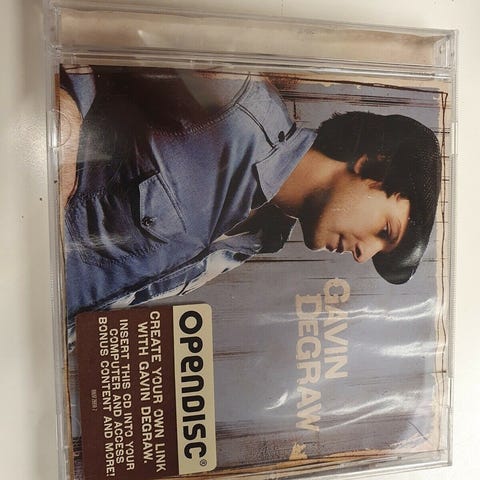 GAVIN
DEGRAW
OPENDISC®
CREATE YOUR OWN LINK
WITH GAVIN DEGRAW.
INSERT THIS CD INTO YOUR
COMPUTER AND ACCESS
BONUS CONTENT AND MORE!